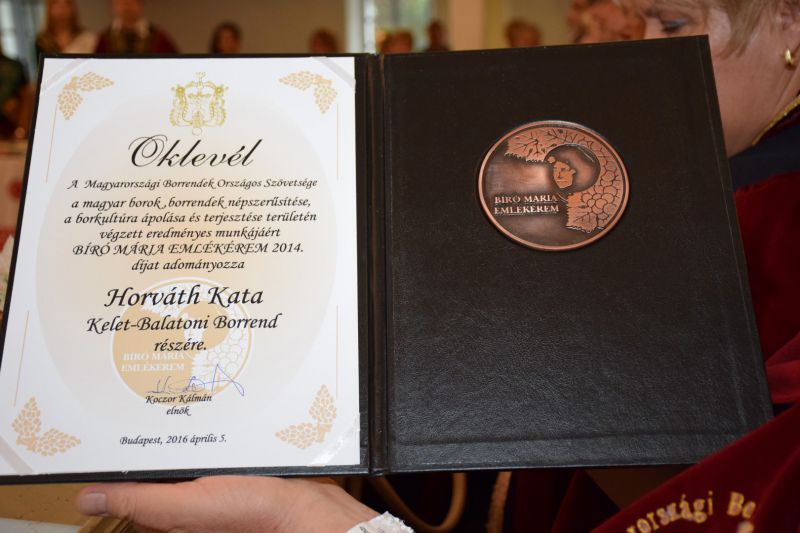 Oklevél
A Magyarországi Borrendek Országos Szövetsége
a magyar borok, borrendek népszerűsítése,
a borkultúra ápolása és terjesztése területén
végzett eredményes munkájáért
BÍRÓ MÁRIA EMLÉKÉREM 2014.
díjat adományozza
Horváth Kata
Kelet-Balatoni Borrend
részére.
BÍRÓ MÁRIA
EMLÉKÉREM
Koczor Kálmán
elnök
Budapest, 2016 április 5.
BÍRÓ MÁRIA
EMLÉKÉREM